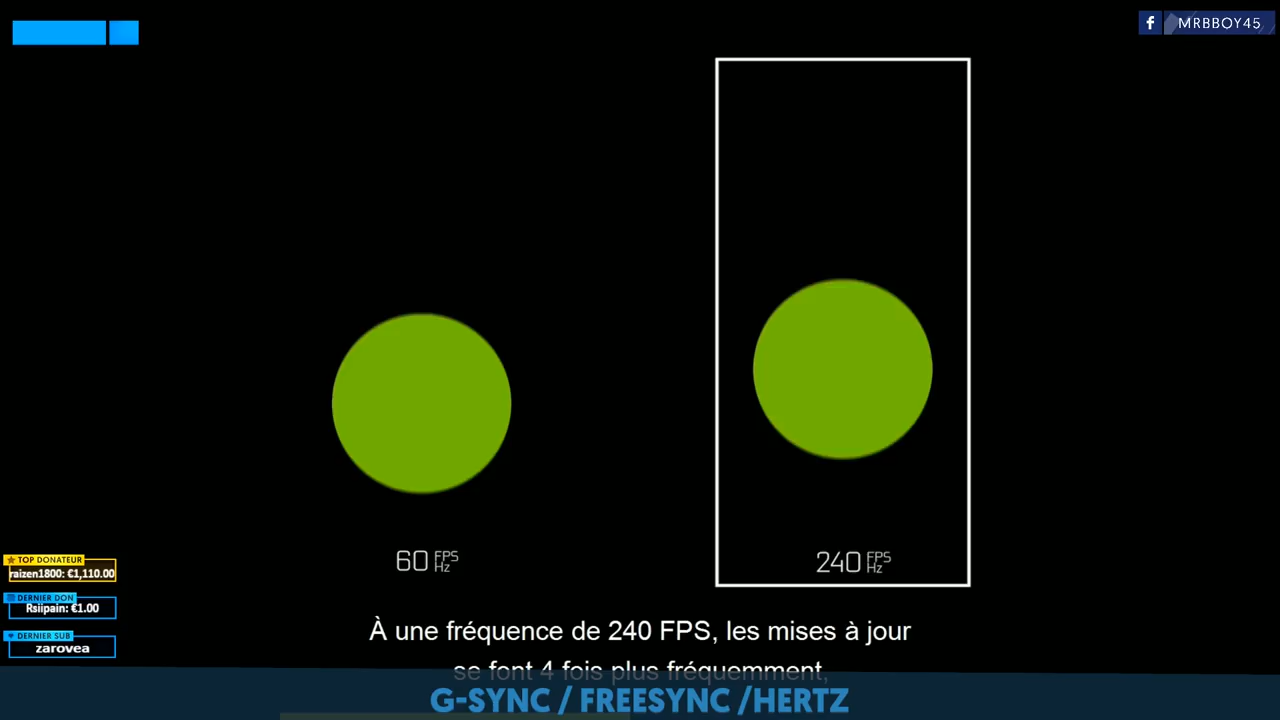 MRBBOY45
60 FPS Hz
240 FPS Hz
TOP DONATEUR
raizen1800: €1,110.00
DERNIER DON
Rsiipain: €1.00
DERNIER SUB
zarovea
À une fréquence de 240 FPS, les mises à jour
se font 4 fois plus fréquemment,
G-SYNC / FREESYNC /HERTZ